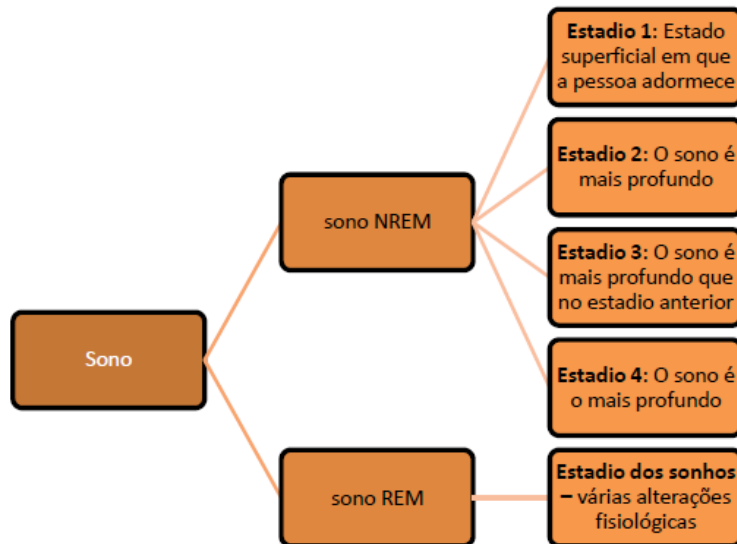 Sono
sono NREM
Estadio 1: Estado
superficial em que
a pessoa adormece
Estadio 2: O sono é
mais profundo
Estadio 3: O sono é
mais profundo que
no estadio anterior
Estadio 4: O sono é
o mais profundo
sono REM
Estadio dos sonhos
– várias alterações
fisiológicas